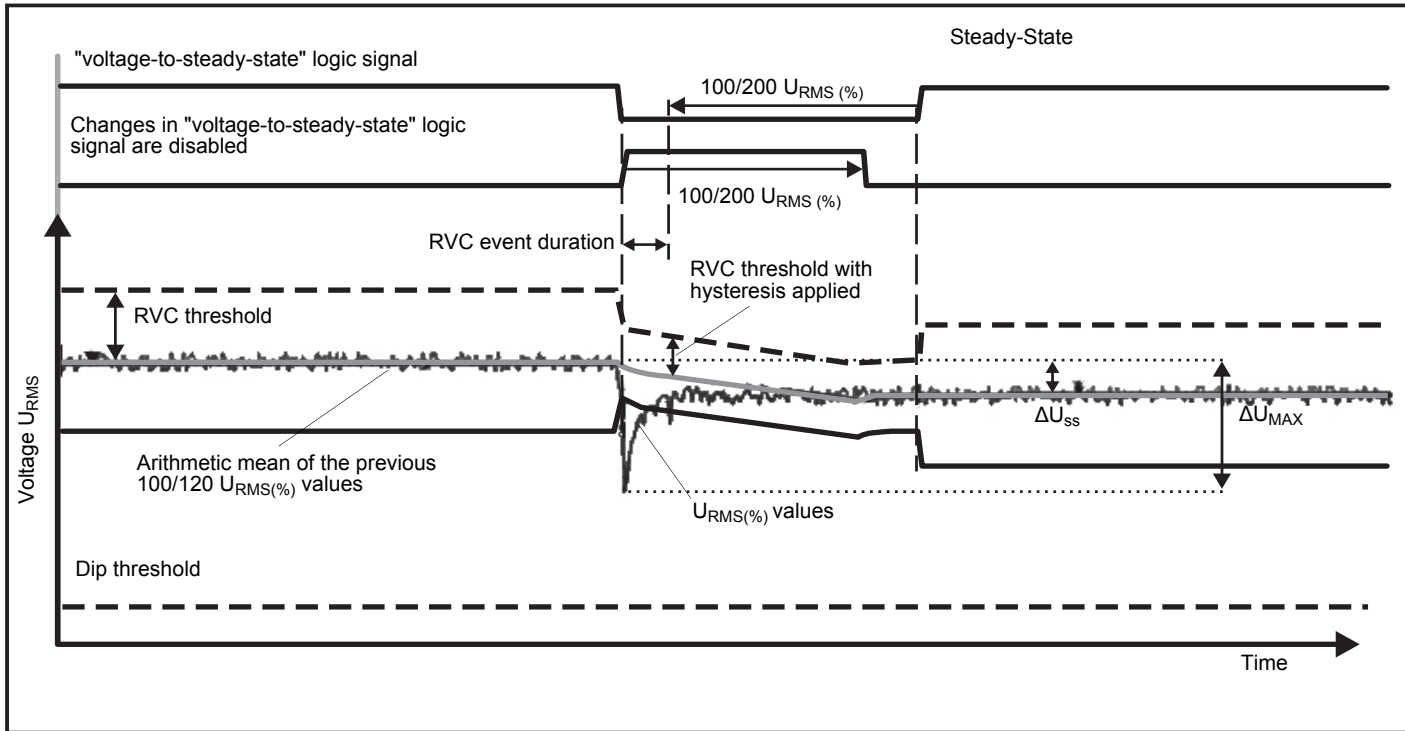 Steady-State
"voltage-to-steady-state" logic signal
100/200 U RMS (%)
Changes in "voltage-to-steady-state" logic
signal are disabled
100/200 U RMS (%)
RVC event duration
RVC threshold with
hysteresis applied
RVC threshold
ΔUss
ΔUMAX
Voltage URMS
Arithmetic mean of the previous
100/120 URMS(%) values
URMS(%) values
Dip threshold
Time